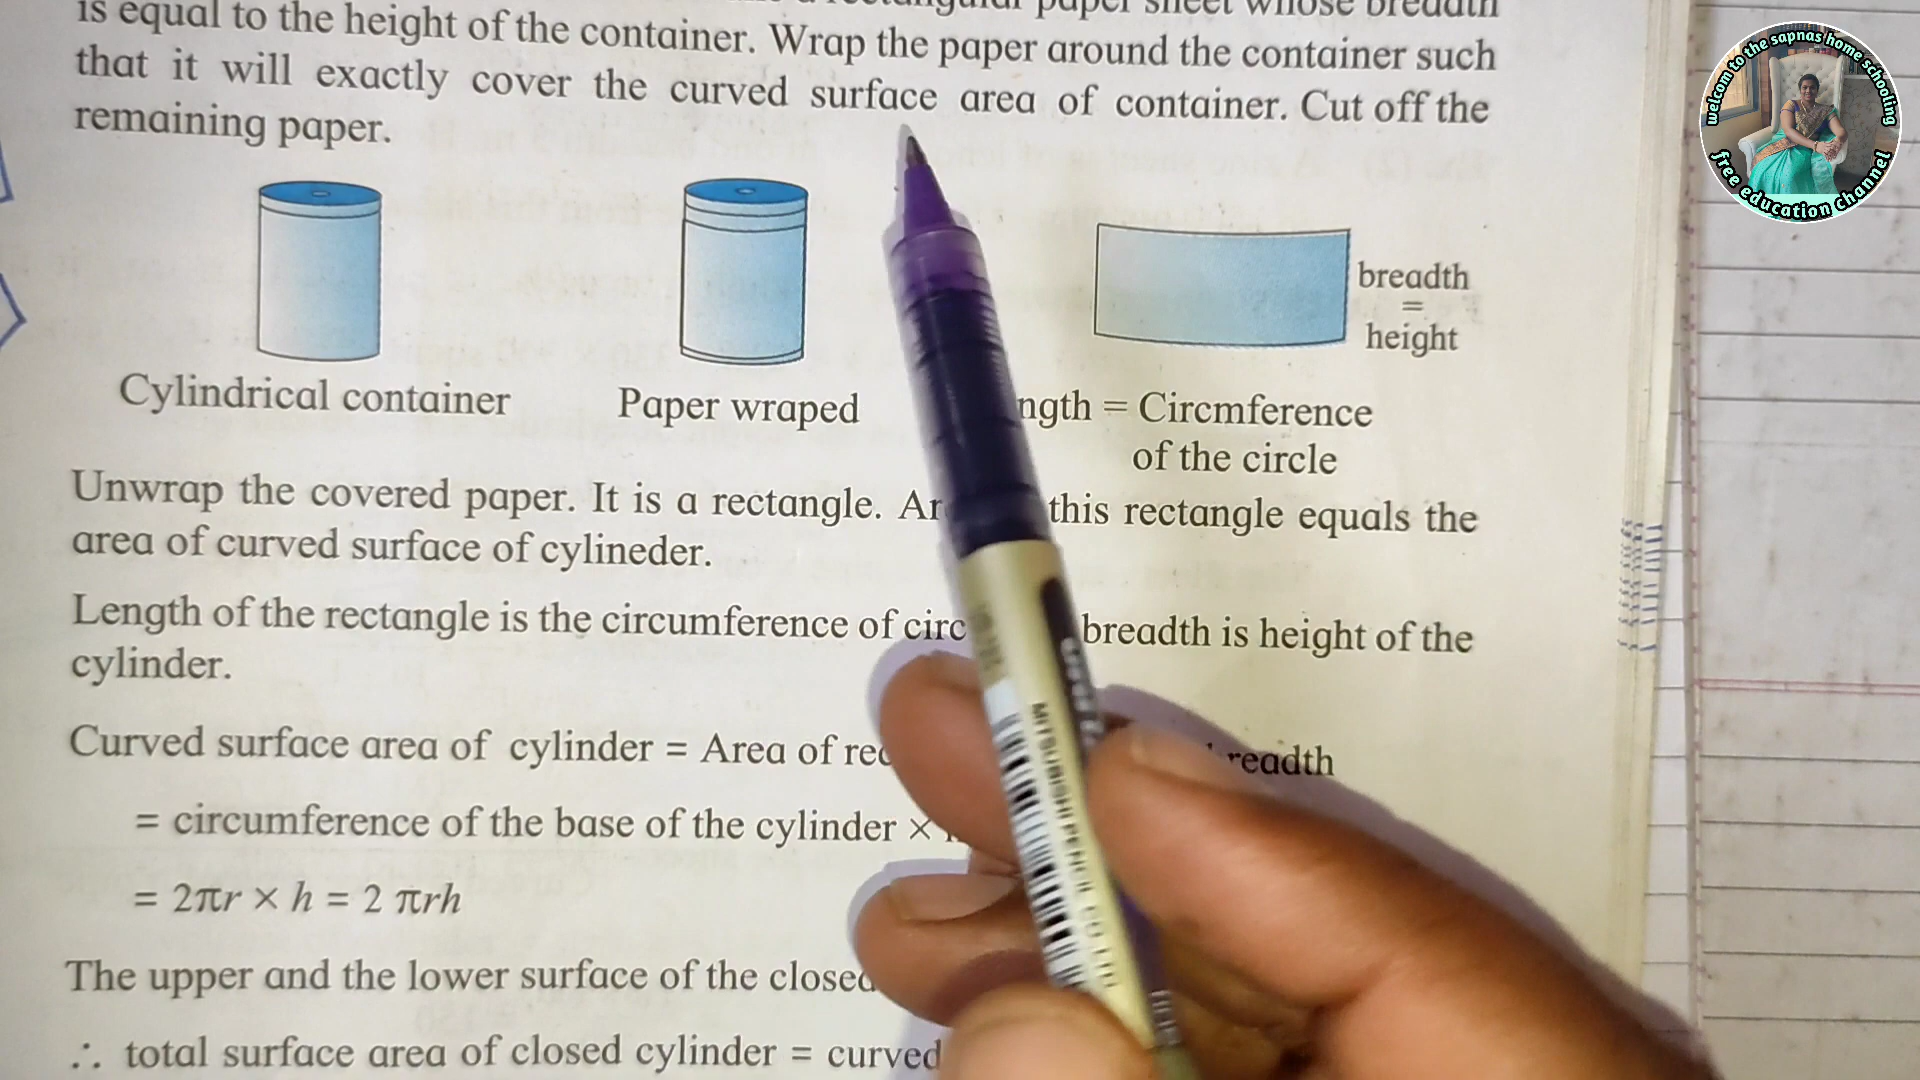 is equal to the height of the container. Wrap the paper around the container such
that it will exactly cover the curved surface area of container. Cut off the
remaining paper.
breadth
=
height
Cylindrical container
Paper wraped
ngth = Circmference
of the circle
Unwrap the covered paper. It is a rectangle. Ar this rectangle equals the
area of curved surface of cylineder.
Length of the rectangle is the circumference of circ breadth is height of the
cylinder.
Curved surface area of cylinder = Area of rec readth
= circumference of the base of the cylinder ×
= 2πr × h = 2 πrh
The upper and the lower surface of the closed
∴ total surface area of closed cylinder = curved
welcom to the sapnas home schooling
free education channel
MITSUBISHI PENCIL CO. LTD